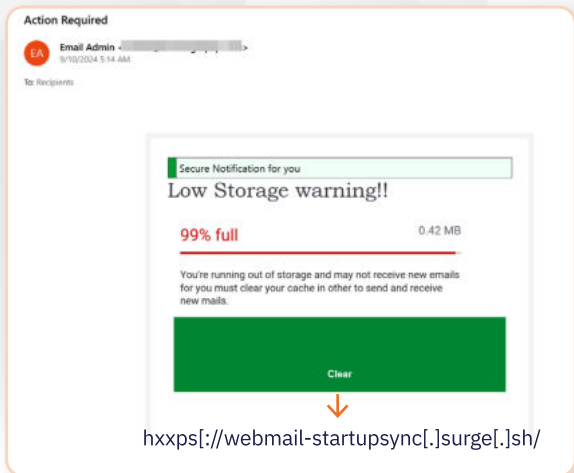 Action Required
EA
Email Admin <
>
9/10/2024 5:14 AM
To: Recipients
Secure Notification for you
Low Storage warning!!
99% full
0.42 MB
You're running out of storage and may not receive new emails
for you must clear your cache in other to send and receive
new mails.
Clear
hxxps[://webmail-startupsync[.]surge[.]sh/